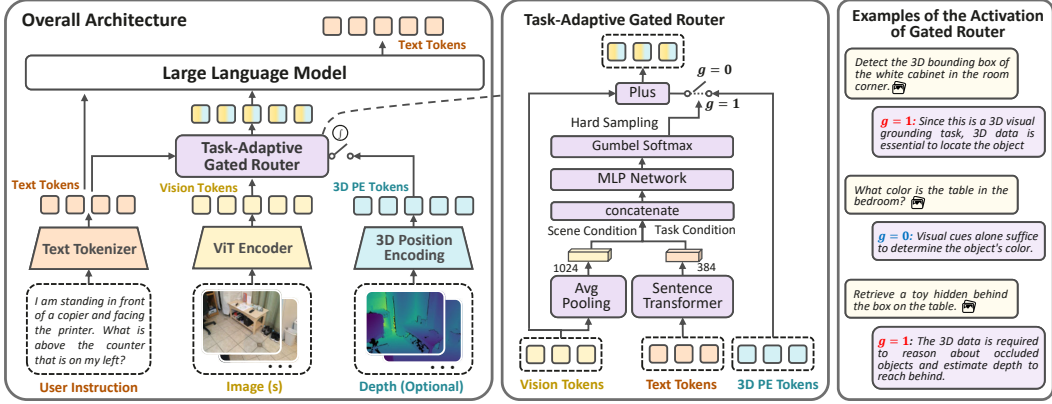 Overall Architecture
Text Tokens
Large Language Model
Task-Adaptive
Gated Router
Text Tokens
Vision Tokens
3D PE Tokens
Text Tokenizer
ViT Encoder
3D Position
Encoding
I am standing in front
of a copier and facing
the printer. What is
above the counter
that is on my left?
User Instruction
Image (s)
Depth (Optional)
Task-Adaptive Gated Router
g = 0
Plus
g = 1
Hard Sampling
Gumbel Softmax
MLP Network
concatenate
Scene Condition
Task Condition
1024
384
Avg
Pooling
Sentence
Transformer
Vision Tokens
Text Tokens
3D PE Tokens
Examples of the Activation
of Gated Router
Detect the 3D bounding box of
the white cabinet in the room
corner.
g = 1: Since this is a 3D visual
grounding task, 3D data is
essential to locate the object
What color is the table in the
bedroom?
g = 0: Visual cues alone suffice
to determine the object's color.
Retrieve a toy hidden behind
the box on the table.
g = 1: The 3D data is required
to reason about occluded
objects and estimate depth to
reach behind.